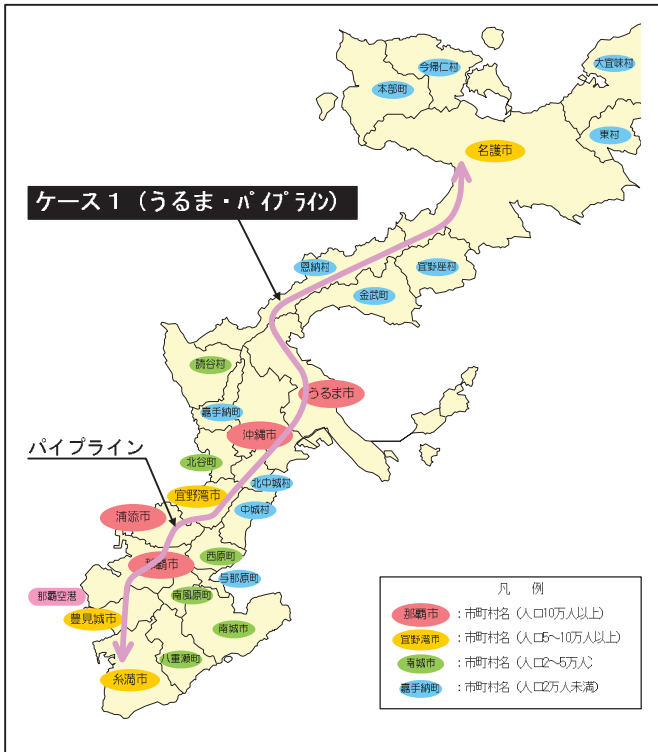 今帰仁村
大宜味村
本部町
東村
名護市
ケース1（うるま・パイプライン）
恩納村
宜野座村
金武町
読谷村
うるま市
嘉手納町
沖縄市
パイプライン
北谷町
北中城村
宜野湾市
中城村
浦添市
西原町
那覇市
与那原町
那覇空港
南風原町
豊見城市
南城市
八重瀬町
糸満市
凡 例
那覇市 ：市町村名（人口10万人以上）
宜野湾市 ：市町村名（人口5～10万人以上）
南城市 ：市町村名（人口2～5万人）
嘉手納町 ：市町村名（人口2万人未満）